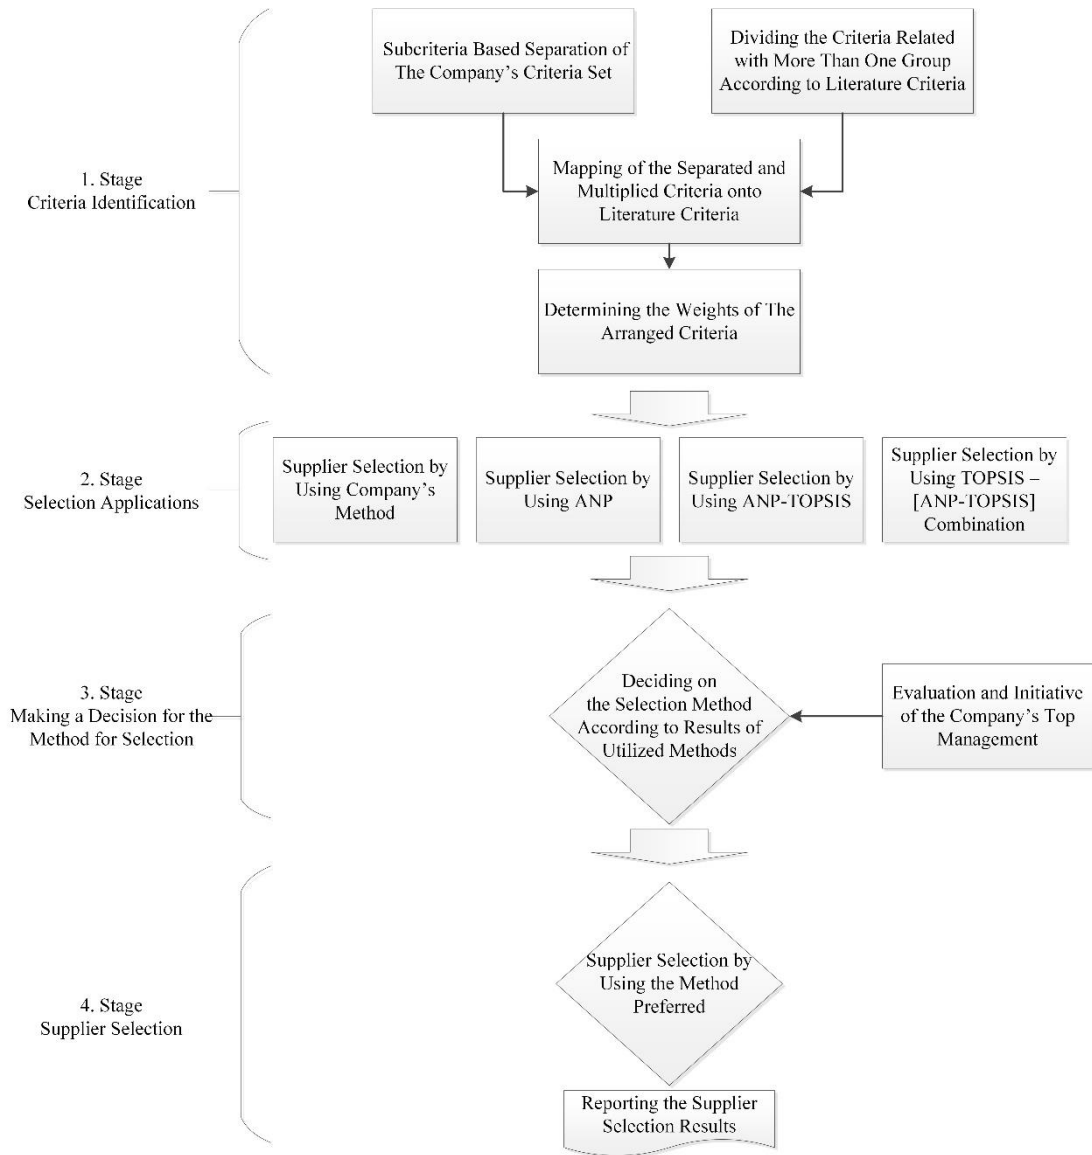 Subcriteria Based Separation of
The Company's Criteria Set
Dividing the Criteria Related
with More Than One Group
According to Literature Criteria
1. Stage
Criteria Identification
Mapping of the Separated and
Multiplied Criteria onto
Literature Criteria
Determining the Weights of The
Arranged Criteria
2. Stage
Selection Applications
Supplier Selection by
Using Company's
Method
Supplier Selection by
Using ANP
Supplier Selection by
Using ANP-TOPSIS
Supplier Selection by
Using TOPSIS –
[ANP-TOPSIS]
Combination
3. Stage
Making a Decision for the
Method for Selection
Deciding on
the Selection Method
According to Results of
Utilized Methods
Evaluation and Initiative
of the Company's Top
Management
4. Stage
Supplier Selection
Supplier Selection by
Using the Method
Preferred
Reporting the Supplier
Selection Results